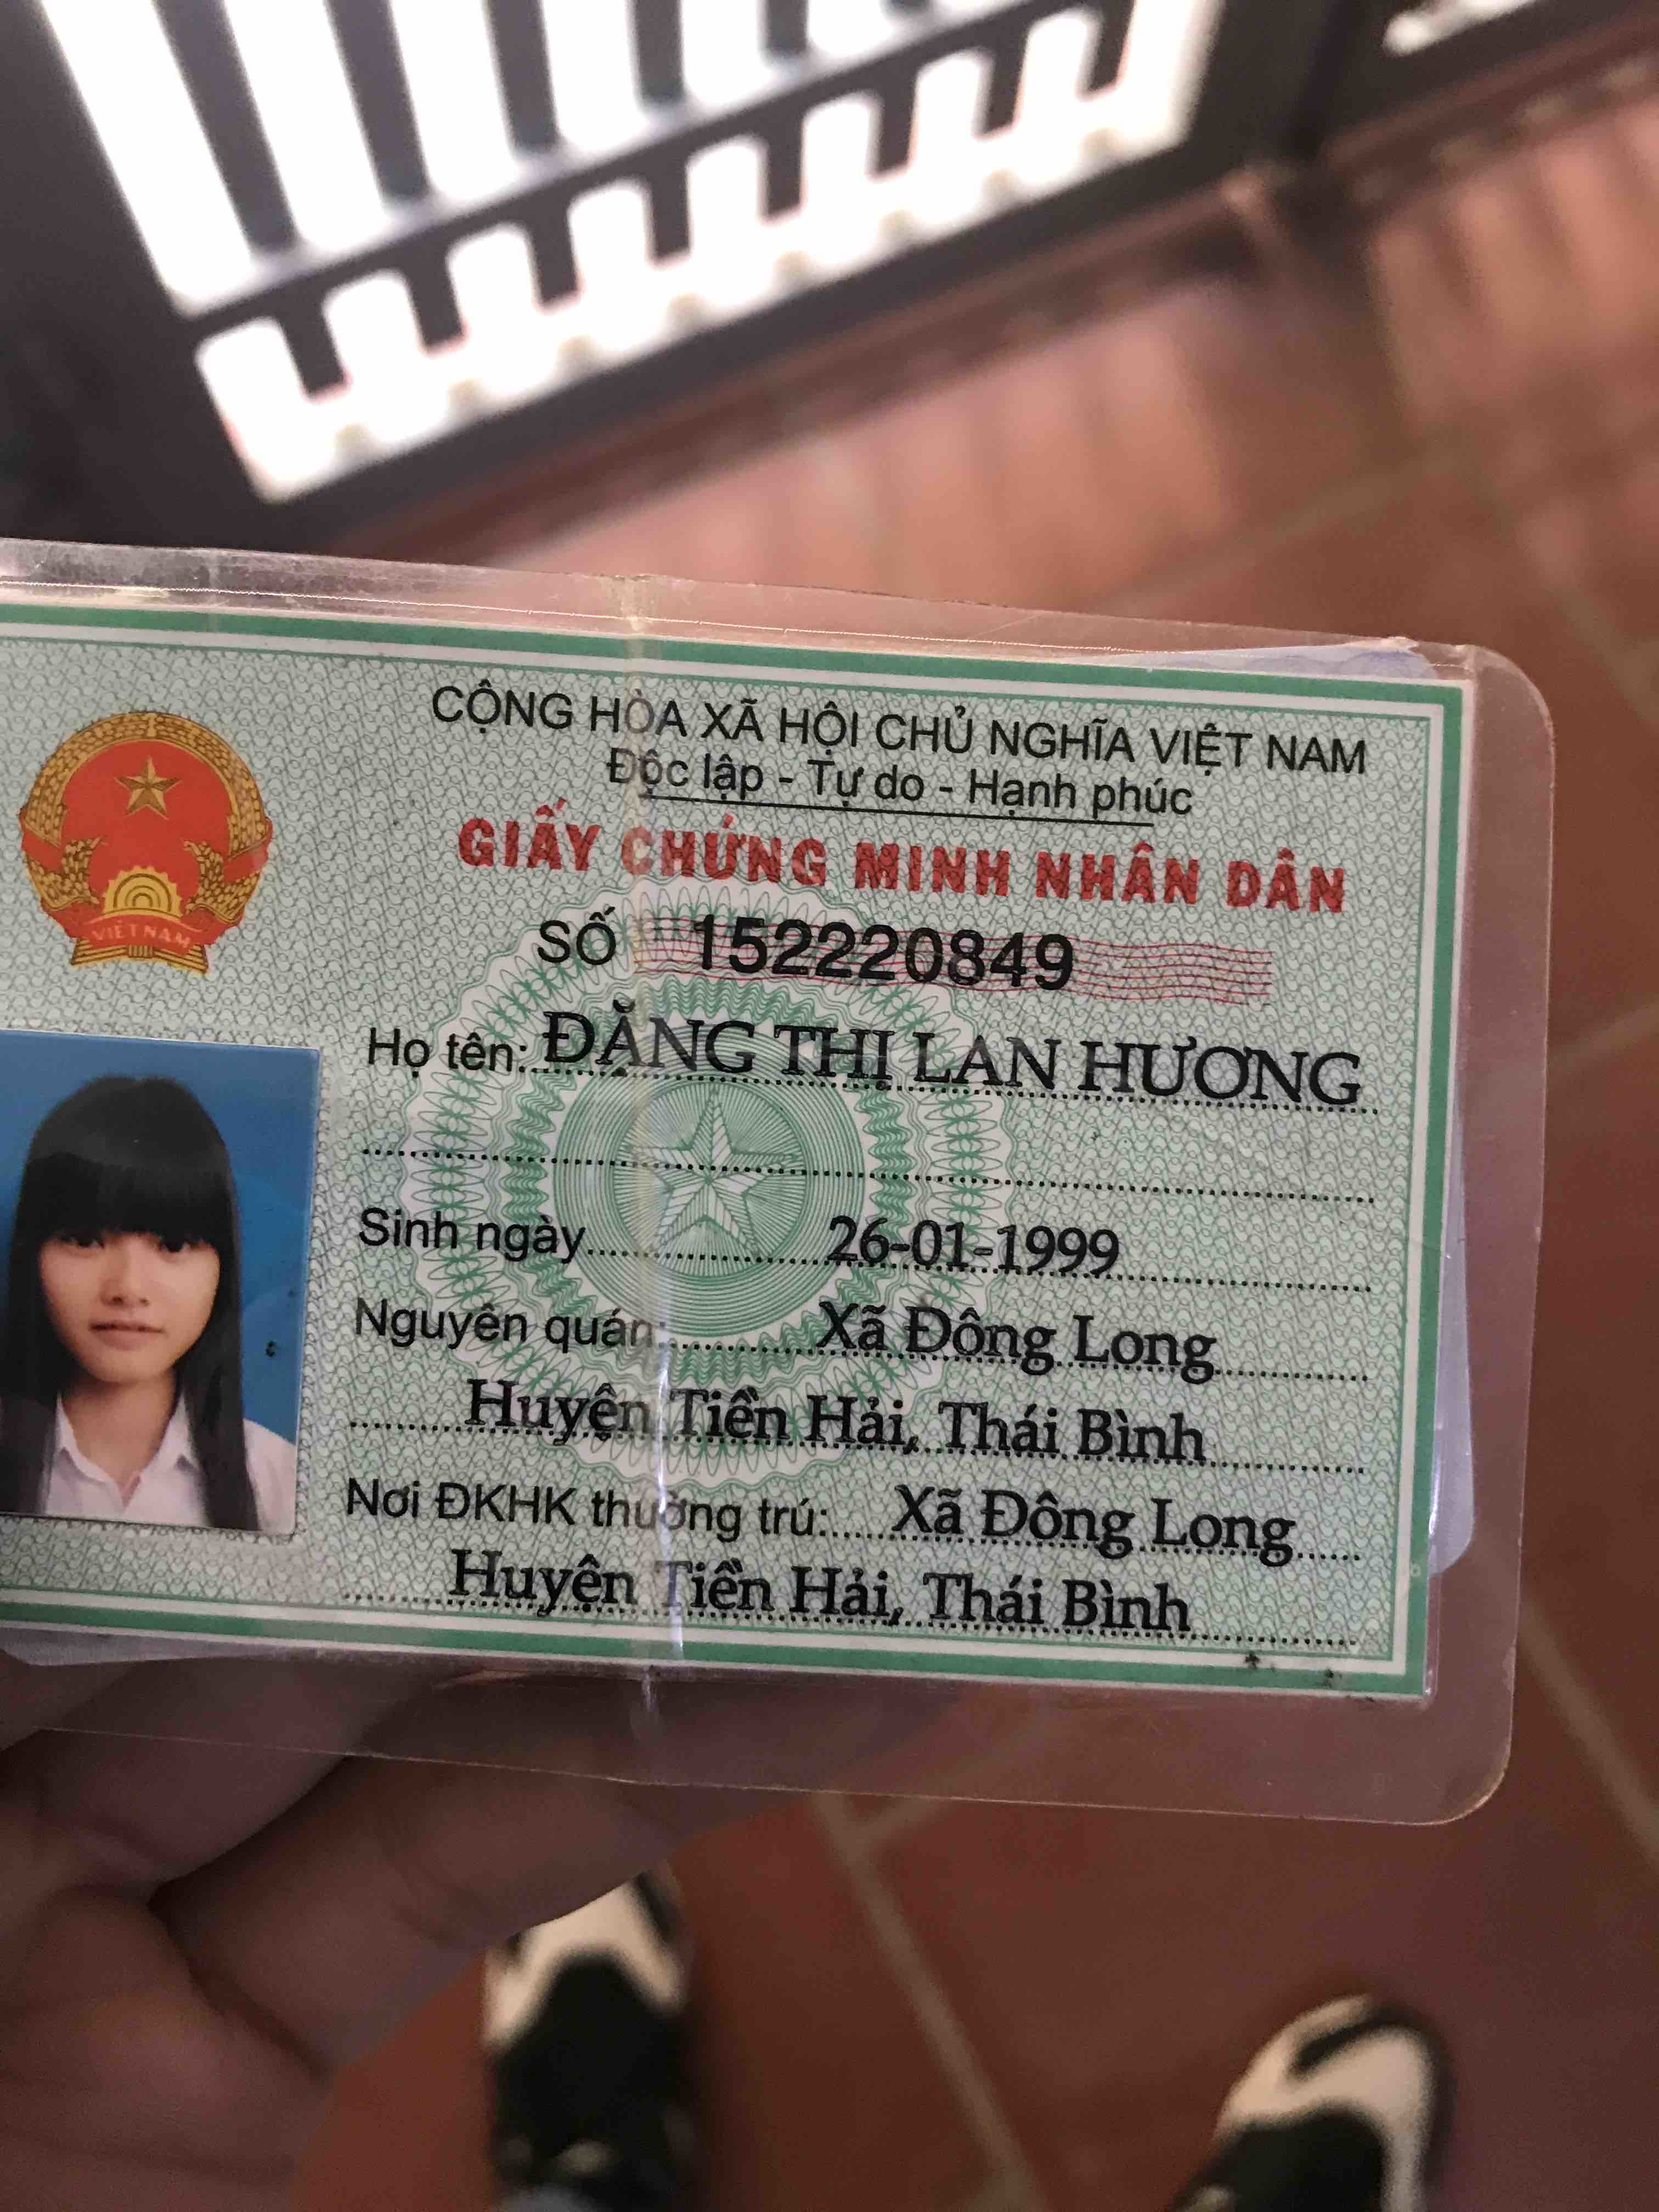 CỘNG HÒA XÃ HỘI CHỦ NGHĨA VIỆT NAM
Độc lập - Tự do - Hạnh phúc
GIẤY CHỨNG MINH NHÂN DÂN
VIET NAM
SỐ 152220849
Họ tên: ĐẶNG THỊ LAN HƯƠNG
Sinh ngày 26-01-1999
Nguyên quán: Xã Đông Long
Huyện Tiền Hải, Thái Bình
Nơi ĐKHK thường trú: Xã Đông Long
Huyện Tiền Hải, Thái Bình